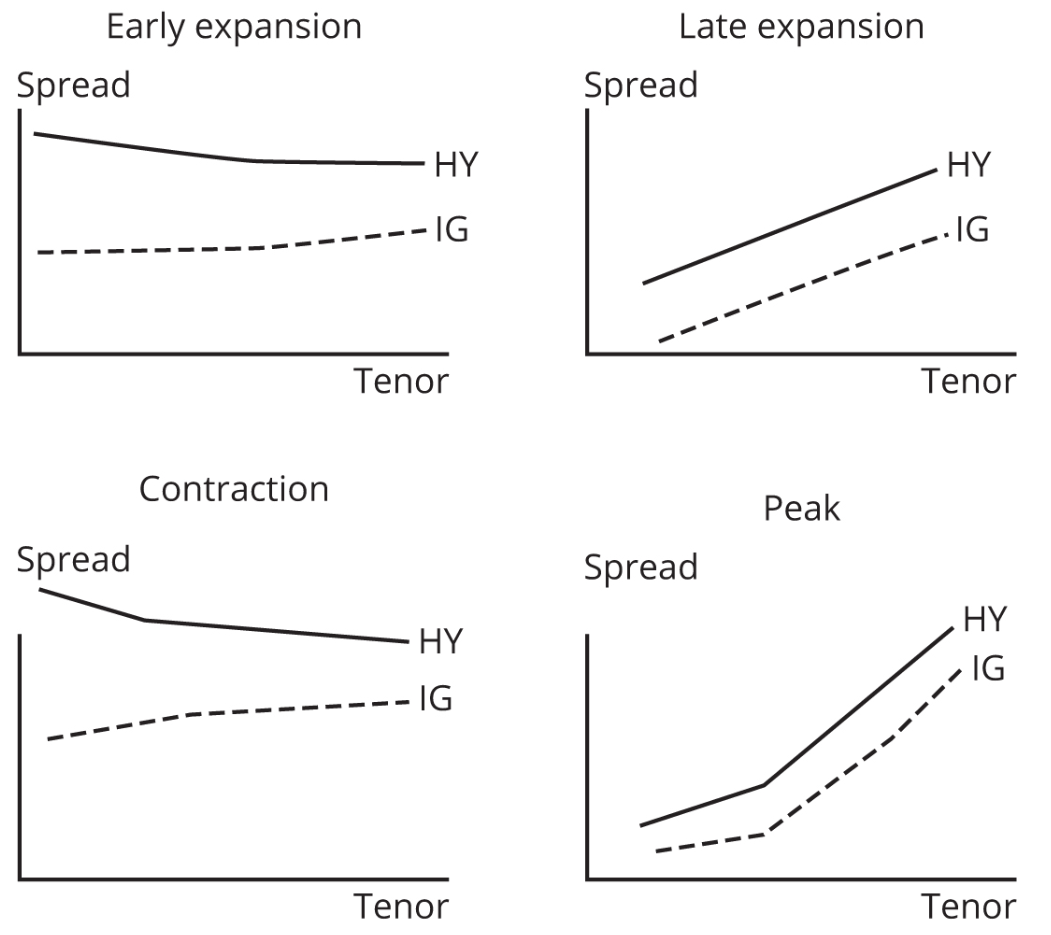 Early expansion
Spread
HY
IG
Tenor
Late expansion
Spread
HY
IG
Tenor
Contraction
Spread
HY
IG
Tenor
Peak
Spread
HY
IG
Tenor